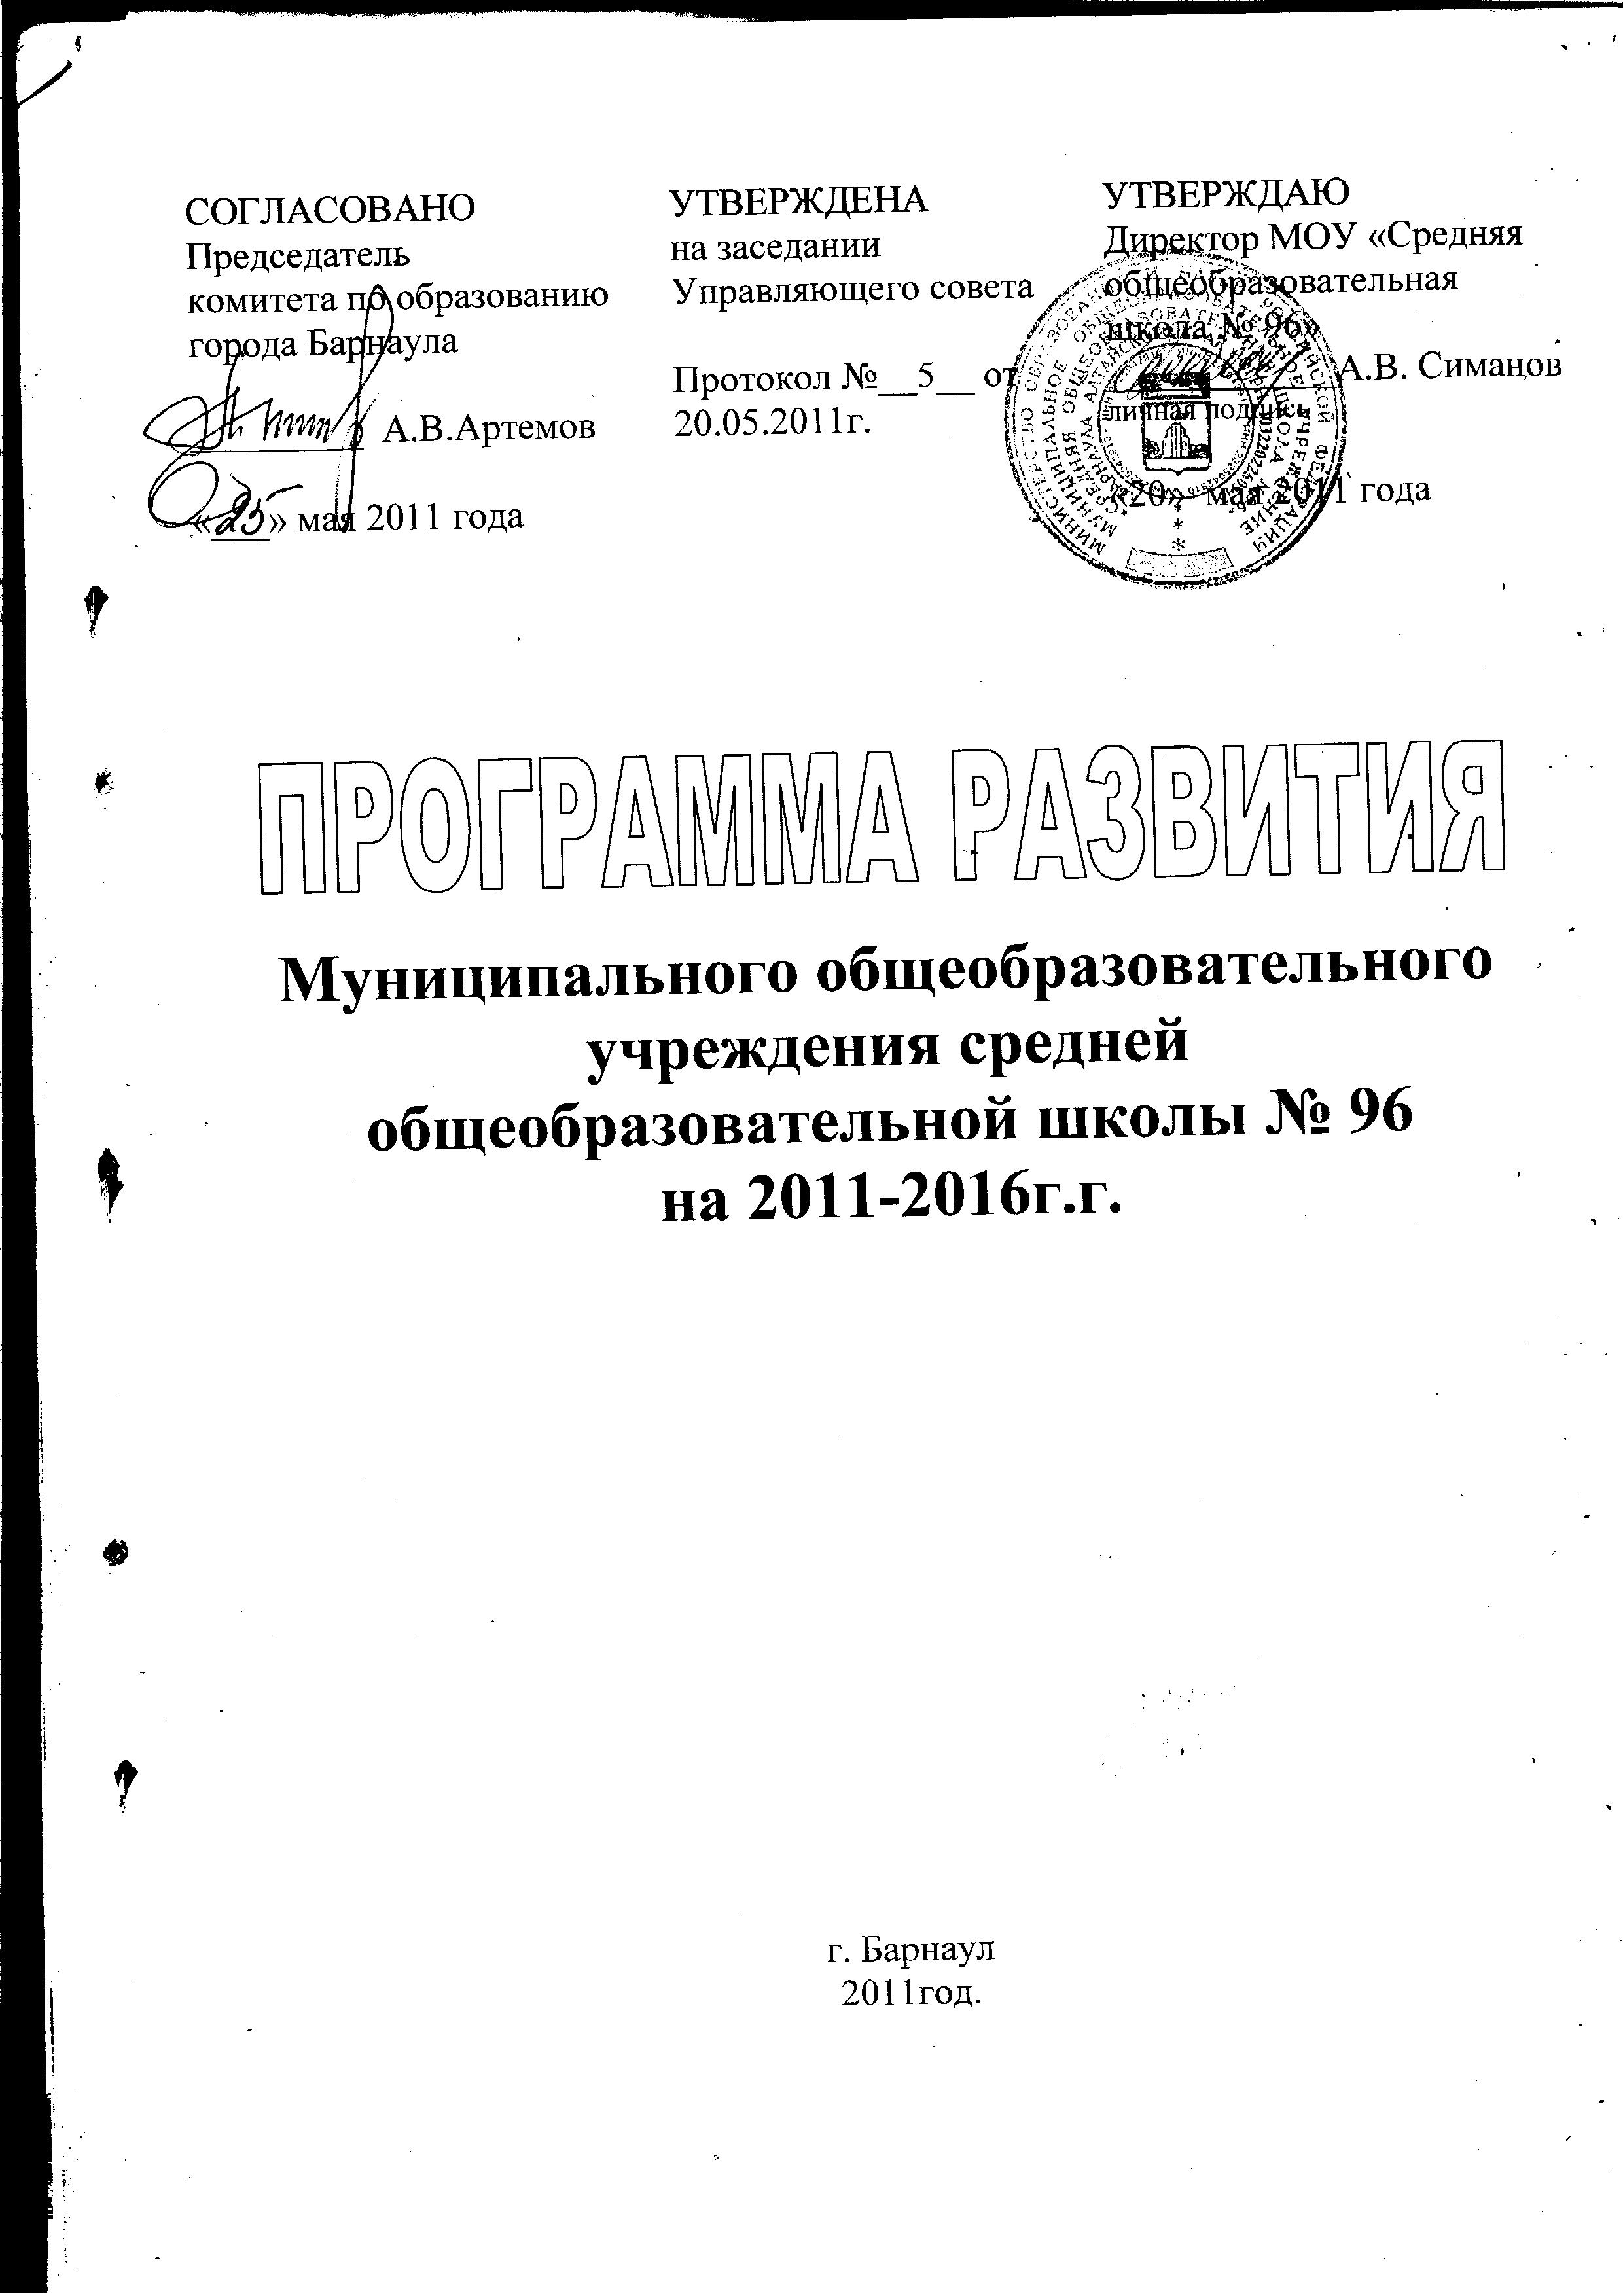 СОГЛАСОВАНО
Председатель
комитета по образованию
города Барнаула
А.В.Артемов
«25» мая 2011 года
УТВЕРЖДЕНА
на заседании
Управляющего совета
Протокол №__5__ от
20.05.2011г.
УТВЕРЖДАЮ
Директор МОУ «Средняя
общеобразовательная
школа № 96»
А.В. Симанов
личная подпись
«20» мая 2011 года
ПРОГРАММА РАЗВИТИЯ
Муниципального общеобразовательного
учреждения средней
общеобразовательной школы № 96
на 2011-2016г.г.
г. Барнаул
2011год.